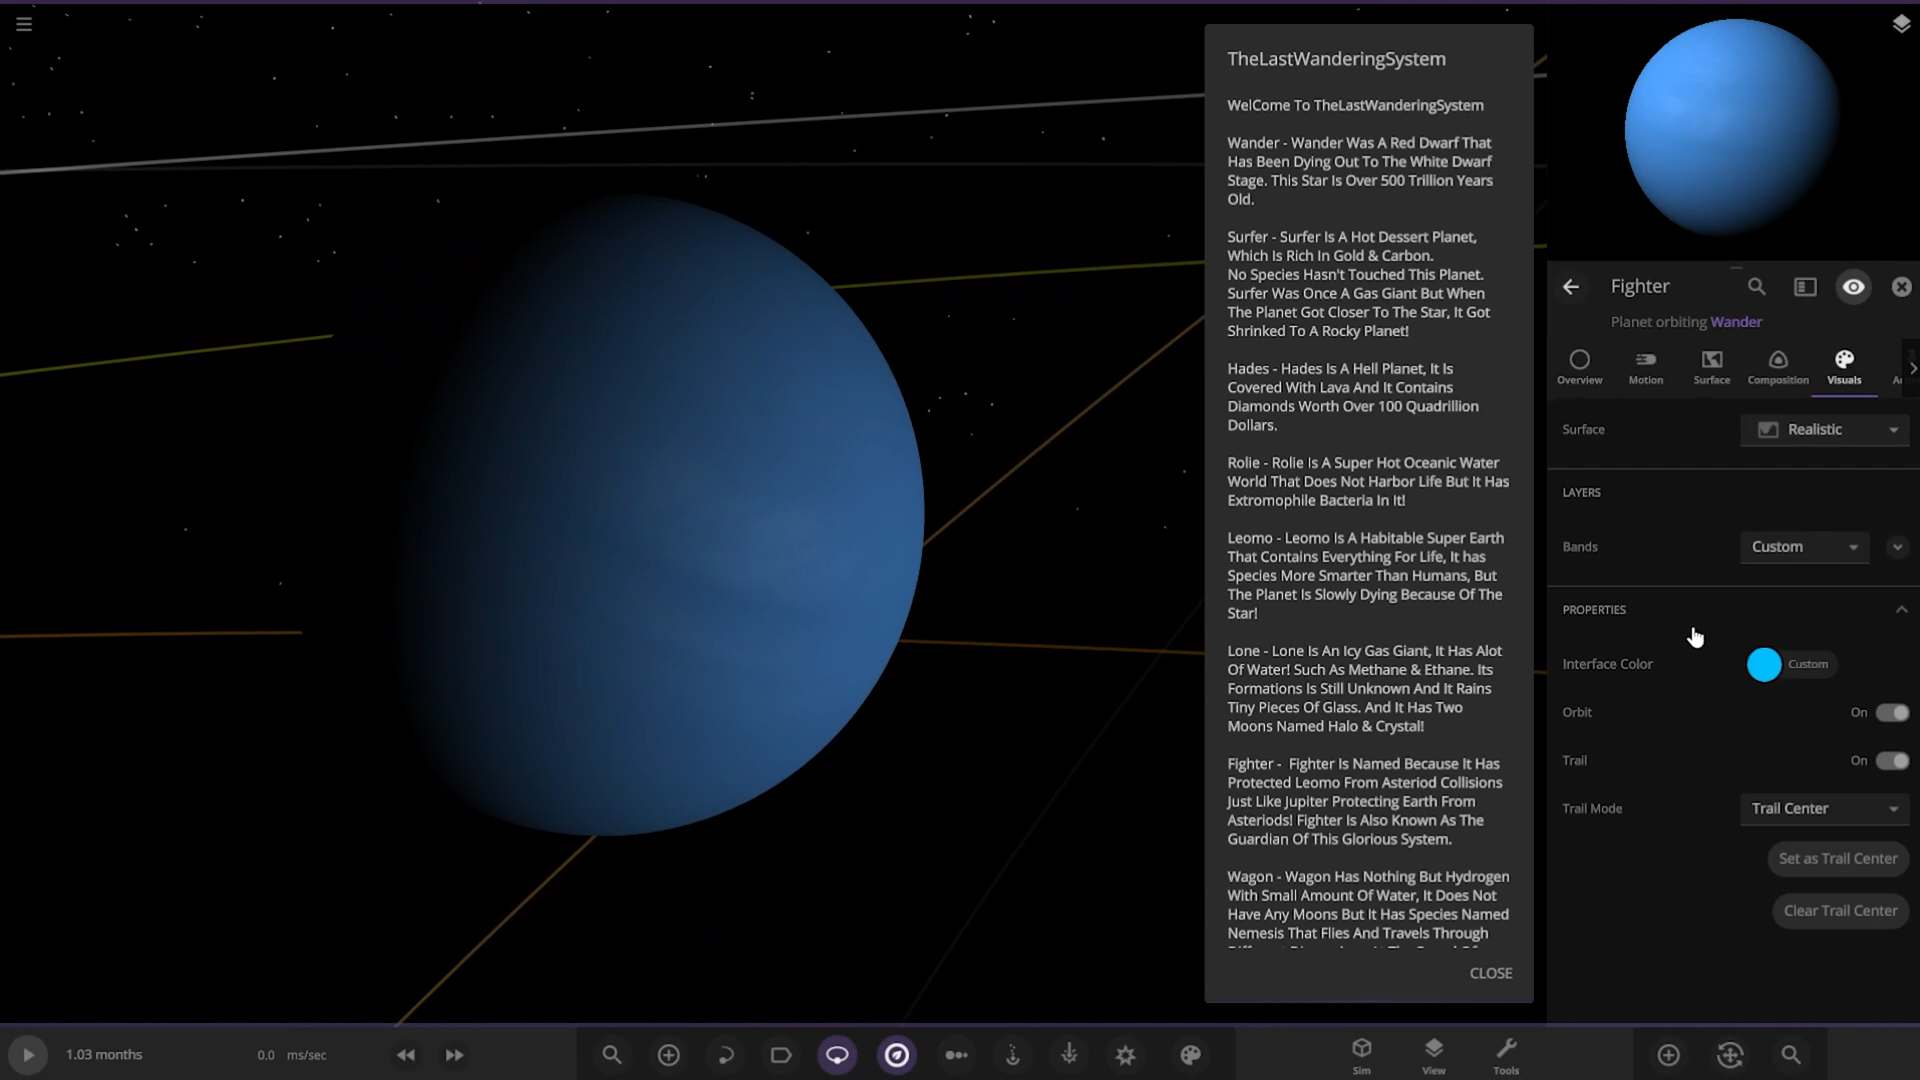 TheLastWanderingSystem
WelCome To TheLastWanderingSystem
Wander - Wander Was A Red Dwarf That
Has Been Dying Out To The White Dwarf
Stage. This Star Is Over 500 Trillion Years
Old.
Surfer - Surfer Is A Hot Dessert Planet,
Which Is Rich In Gold & Carbon.
No Species Hasn't Touched This Planet.
Surfer Was Once A Gas Giant But When
The Planet Got Closer To The Star, It Got
Shrinked To A Rocky Planet!
Hades - Hades Is A Hell Planet, It Is
Covered With Lava And It Contains
Diamonds Worth Over 100 Quadrillion
Dollars.
Rolie - Rolie Is A Super Hot Oceanic Water
World That Does Not Harbor Life But It Has
Extromophile Bacteria In It!
Leomo - Leomo Is A Habitable Super Earth
That Contains Everything For Life, It has
Species More Smarter Than Humans, But
The Planet Is Slowly Dying Because Of The
Star!
Lone - Lone Is An Icy Gas Giant, It Has Alot
Of Water! Such As Methane & Ethane. Its
Formations Is Still Unknown And It Rains
Tiny Pieces Of Glass. And It Has Two
Moons Named Halo & Crystal!
Fighter -  Fighter Is Named Because It Has
Protected Leomo From Asteriod Collisions
Just Like Jupiter Protecting Earth From
Asteriods! Fighter Is Also Known As The
Guardian Of This Glorious System.
Wagon - Wagon Has Nothing But Hydrogen
With Small Amount Of Water, It Does Not
Have Any Moons But It Has Species Named
Nemesis That Flies And Travels Through
CLOSE
Fighter
Planet orbiting Wander
Overview Motion Surface Composition Visuals
Surface Realistic
LAYERS
Bands Custom
PROPERTIES
Interface Color Custom
Orbit On
Trail On
Trail Mode Trail Center
Set as Trail Center
Clear Trail Center
1.03 months 0.0 ms/sec
Sim View Tools